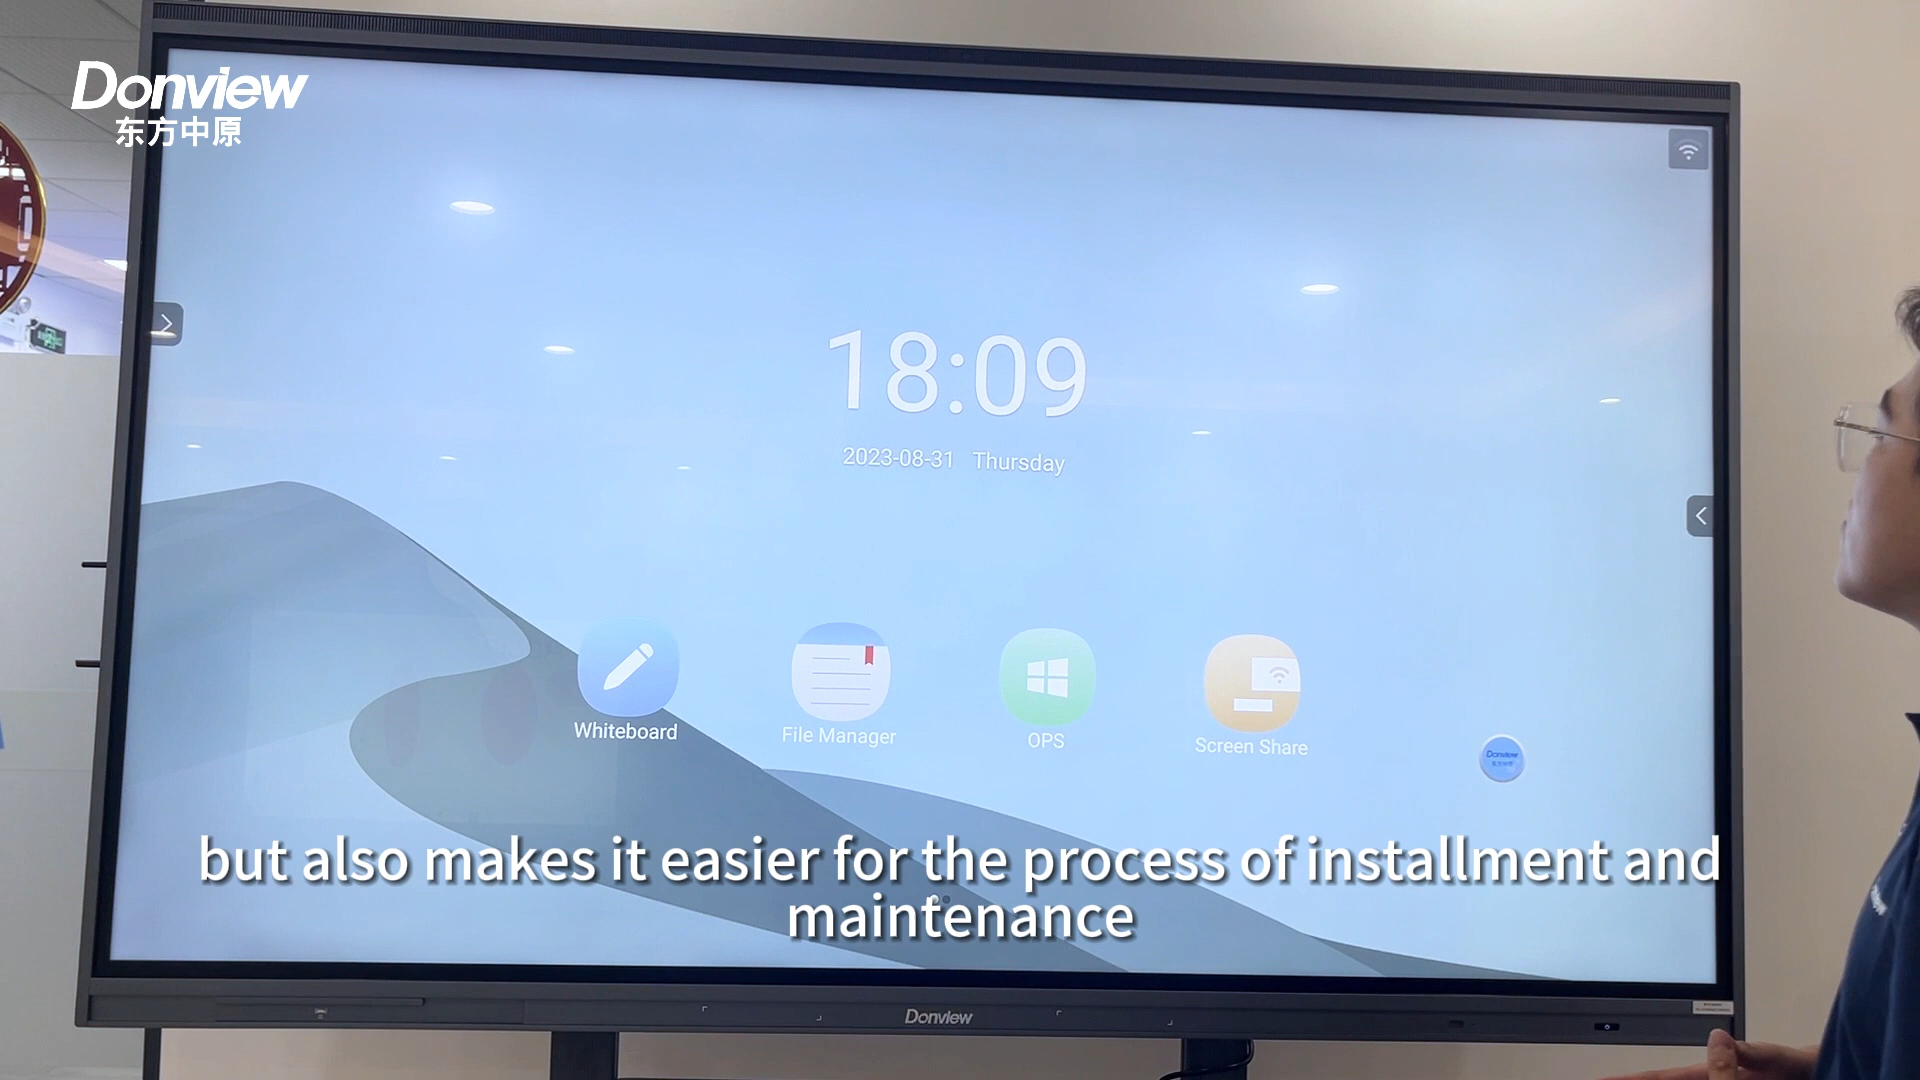 Donview
东方中原
18:09
2023-08-31 Thursday
Whiteboard
File Manager
OPS
Screen Share
Donview
but also makes it easier for the process of installment and
maintenance
Donview